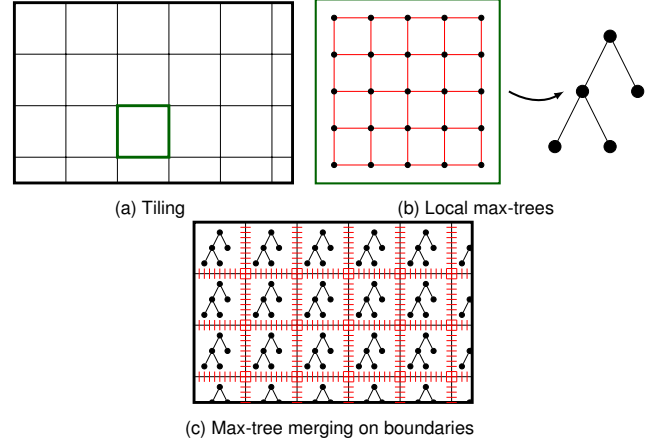 (a) Tiling
(b) Local max-trees
(c) Max-tree merging on boundaries